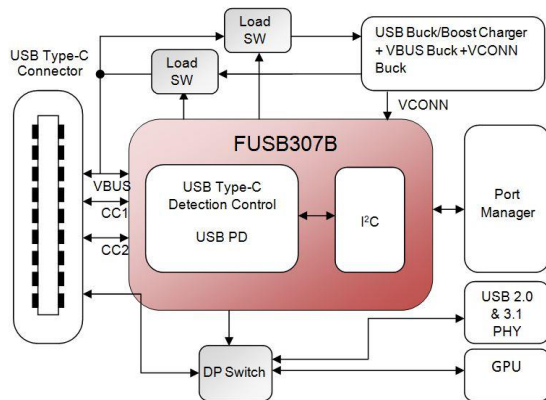 Load
SW
USB Buck/Boost Charger
+ VBUS Buck +VCONN
Buck
USB Type-C
Connector
Load
SW
VCONN
FUSB307B
VBUS
CC1
CC2
USB Type-C
Detection Control
USB PD
I²C
Port
Manager
USB 2.0
& 3.1
PHY
DP Switch
GPU